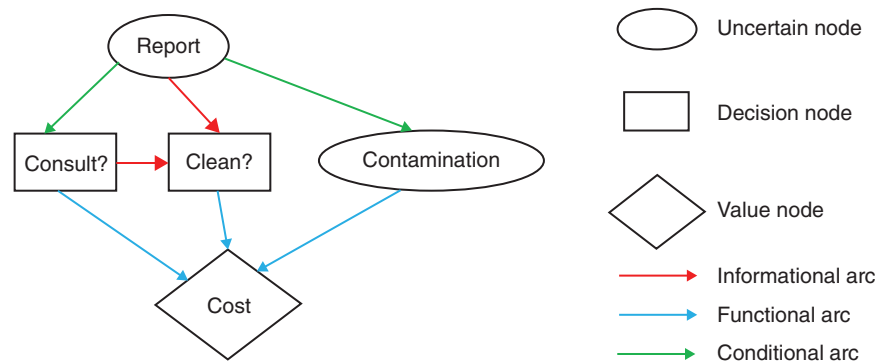 Report
Consult?
Clean?
Contamination
Cost
Uncertain node
Decision node
Value node
Informational arc
Functional arc
Conditional arc